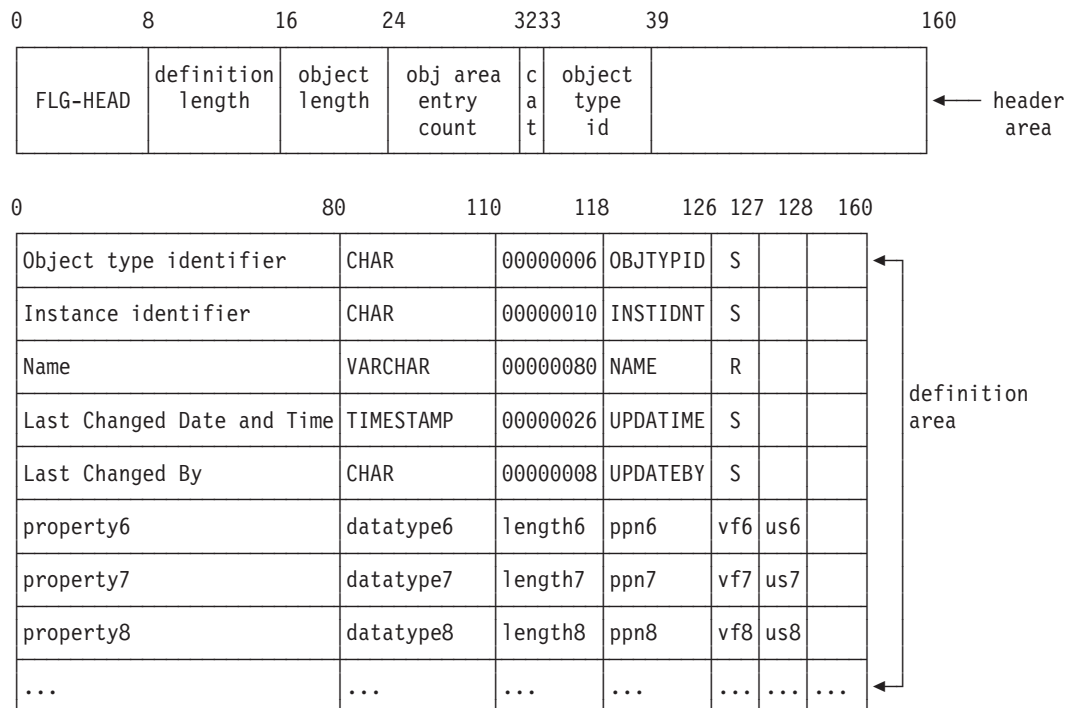 0 8 16 24 3233 39 160
definition object obj area c object
FLG-HEAD length length entry a type header
count t id area
0 80 110 118 126 127 128 160
Object type identifier CHAR 00000006 OBJTYPID S
Instance identifier CHAR 00000010 INSTIDNT S
Name VARCHAR 00000080 NAME R
definition
Last Changed Date and Time TIMESTAMP 00000026 UPDATIME S area
Last Changed By CHAR 00000008 UPDATEBY S
property6 datatype6 length6 ppn6 vf6 us6
property7 datatype7 length7 ppn7 vf7 us7
property8 datatype8 length8 ppn8 vf8 us8
... ... ... ... ... ... ...